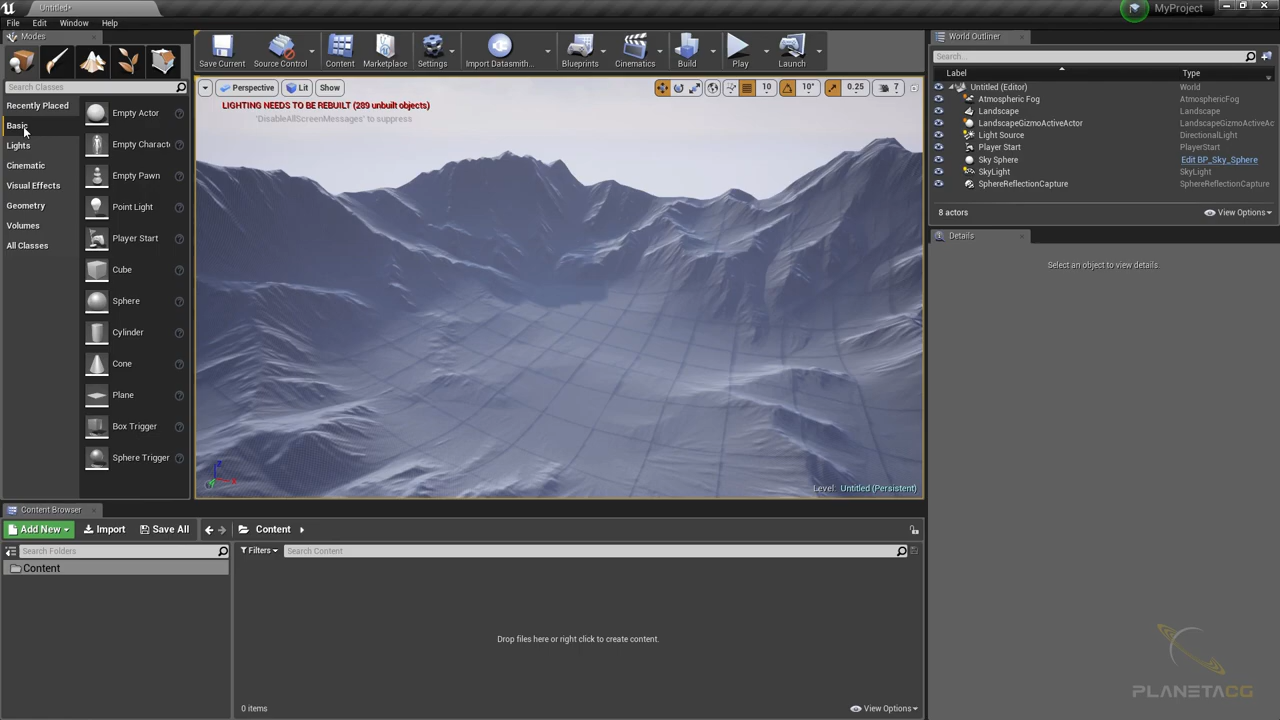 Untitled*
MyProject
File Edit Window Help
Modes
Search Classes
Recently Placed
Basic
Lights
Cinematic
Visual Effects
Geometry
Volumes
All Classes
Empty Actor
Empty Charact
Empty Pawn
Point Light
Player Start
Cube
Sphere
Cylinder
Cone
Plane
Box Trigger
Sphere Trigger
Save Current Source Control Content Marketplace Settings Import Datasmith... Blueprints Cinematics Build Play Launch
Perspective Lit Show 10 10° 0.25 7
LIGHTING NEEDS TO BE REBUILT (289 unbuilt objects)
'DisableAllScreenMessages' to suppress
Level: Untitled (Persistent)
World Outliner
Search...
Label Type
Untitled (Editor) World
Atmospheric Fog AtmosphericFog
Landscape Landscape
LandscapeGizmoActiveActor LandscapeGizmoActiveAc
Light Source DirectionalLight
Player Start PlayerStart
Sky Sphere Edit BP_Sky_Sphere
SkyLight SkyLight
SphereReflectionCapture SphereReflectionCapture
8 actors View Options
Details
Select an object to view details.
Content Browser
Add New Import Save All Content
Search Folders
Content
Filters Search Content
Drop files here or right click to create content.
0 items View Options
PLANETACG